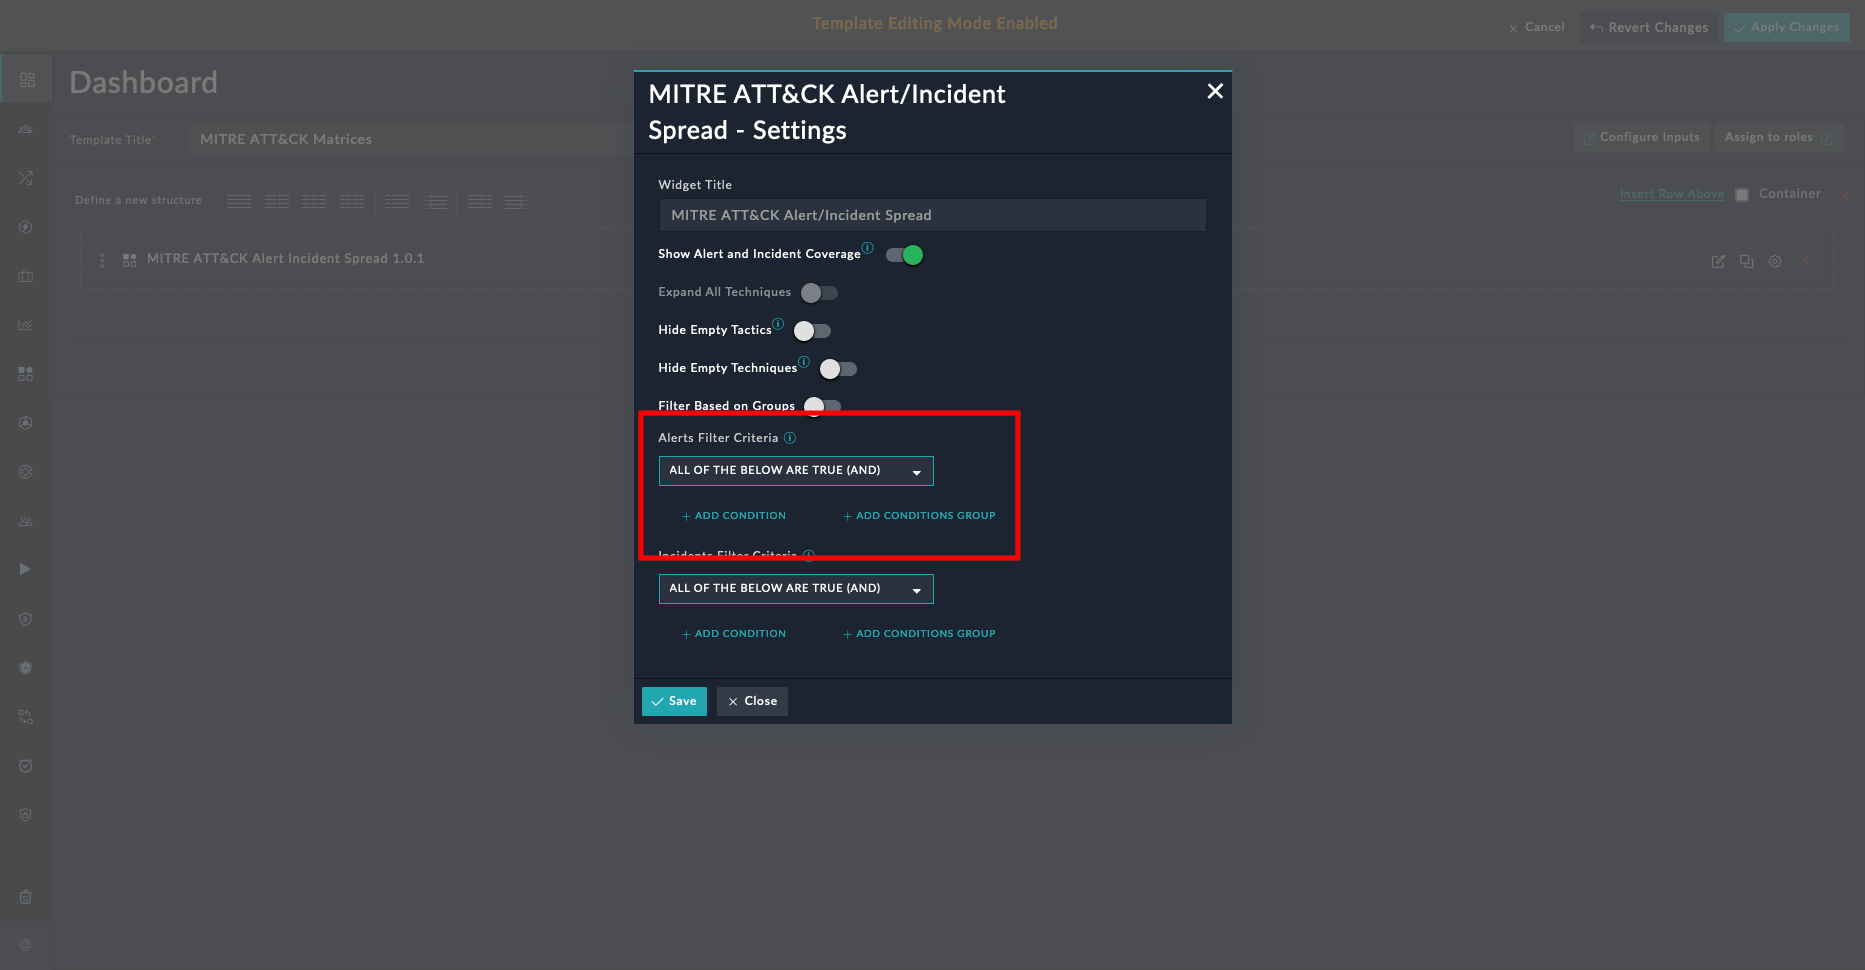 Template Editing Mode Enabled
Cancel
Revert Changes
Apply Changes
Dashboard
Template Title*
MITRE ATT&CK Matrices
Configure Inputs
Assign to roles
Define a new structure
Insert Row Above
Container
MITRE ATT&CK Alert Incident Spread 1.0.1
MITRE ATT&CK Alert/Incident
Spread - Settings
Widget Title
MITRE ATT&CK Alert/Incident Spread
Show Alert and Incident Coverage
Expand All Techniques
Hide Empty Tactics
Hide Empty Techniques
Filter Based on Groups
Alerts Filter Criteria
ALL OF THE BELOW ARE TRUE (AND)
+ ADD CONDITION
+ ADD CONDITIONS GROUP
Incidents Filter Criteria
ALL OF THE BELOW ARE TRUE (AND)
+ ADD CONDITION
+ ADD CONDITIONS GROUP
Save
Close